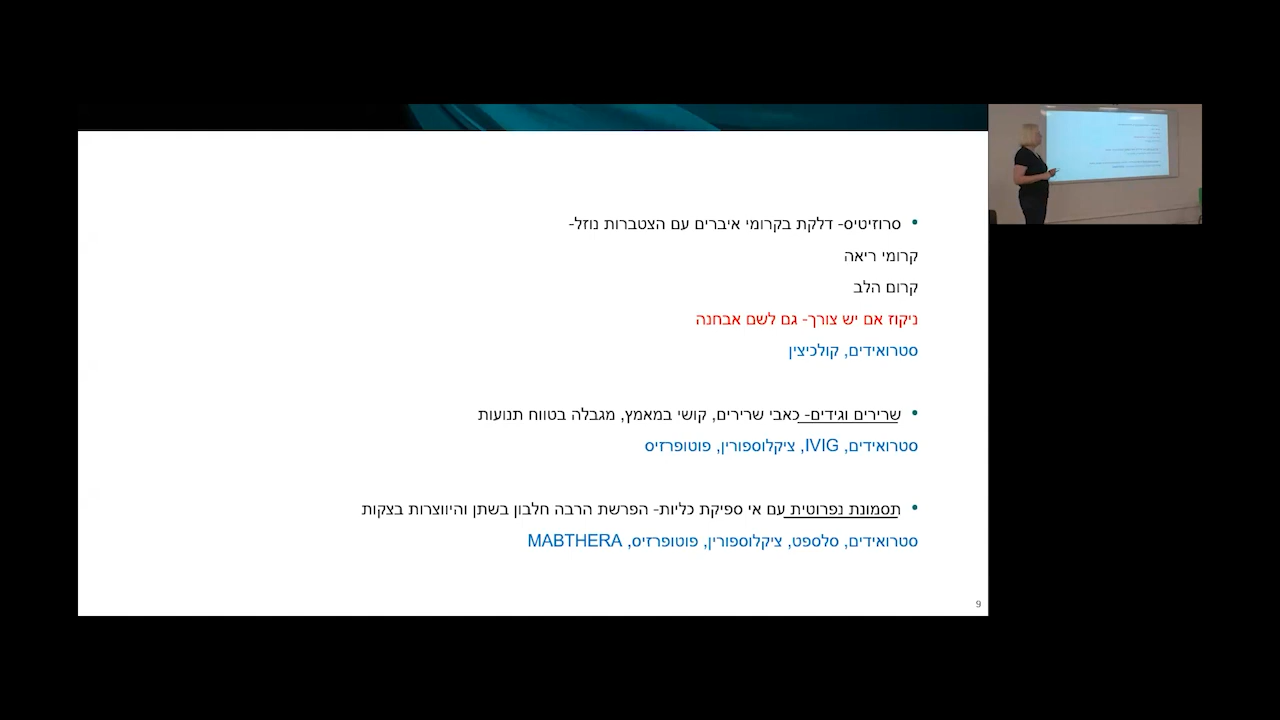 • סרוזיטיס- דלקת בקרומי איברים עם הצטברות נוזל-
קרומי ריאה
קרום הלב
ניקוז אם יש צורך- גם לשם אבחנה
סטרואידים, קולכיצין
• שרירים וגידים- כאבי שרירים, קושי במאמץ, מגבלה בטווח תנועות
סטרואידים, IVIG, ציקלוספורין, פוטופרזיס
• תסמונת נפרוטית עם אי ספיקת כליות- הפרשת הרבה חלבון בשתן והיווצרות בצקות
סטרואידים, סלספט, ציקלוספורין, פוטופרזיס, MABTHERA
9